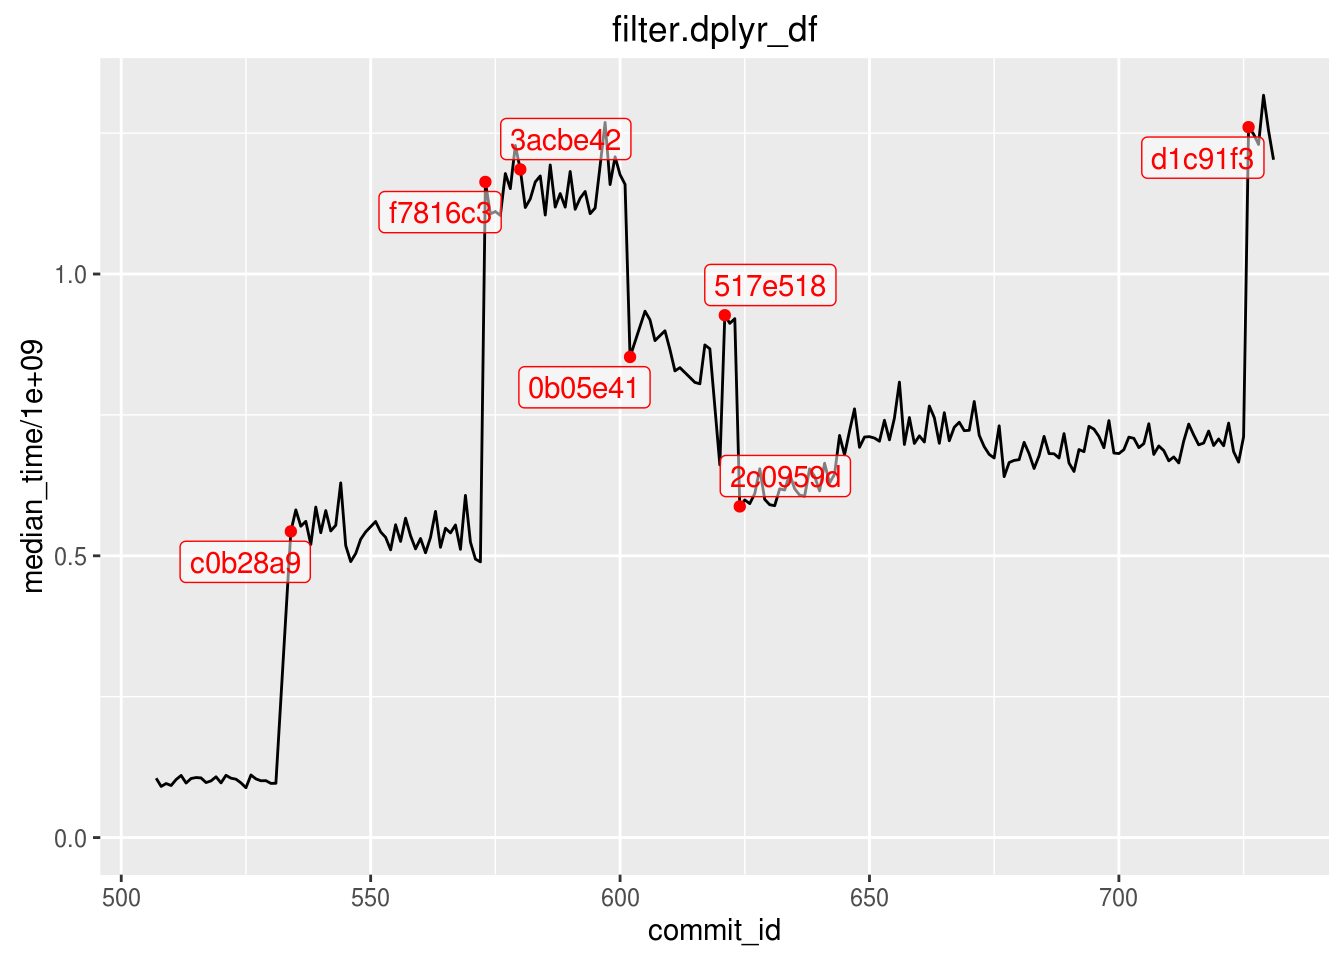 filter.dplyr_df
3acbe42
d1c91f3
f7816c3
517e518
1.0
0b05e41
median_time/1e+09
2c0959d
c0b28a9
0.5
0.0
500 550 600 650 700
commit_id